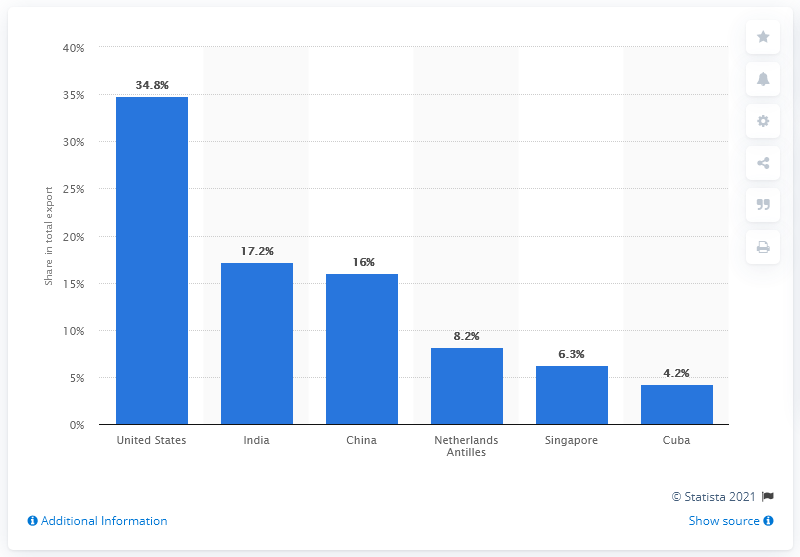 40%
35%
30%
25%
20%
15%
10%
5%
0%
Share in total export
34.8%
17.2%
16%
8.2%
6.3%
4.2%
United States
India
China
Netherlands
Antilles
Singapore
Cuba
© Statista 2021
Additional Information
Show source